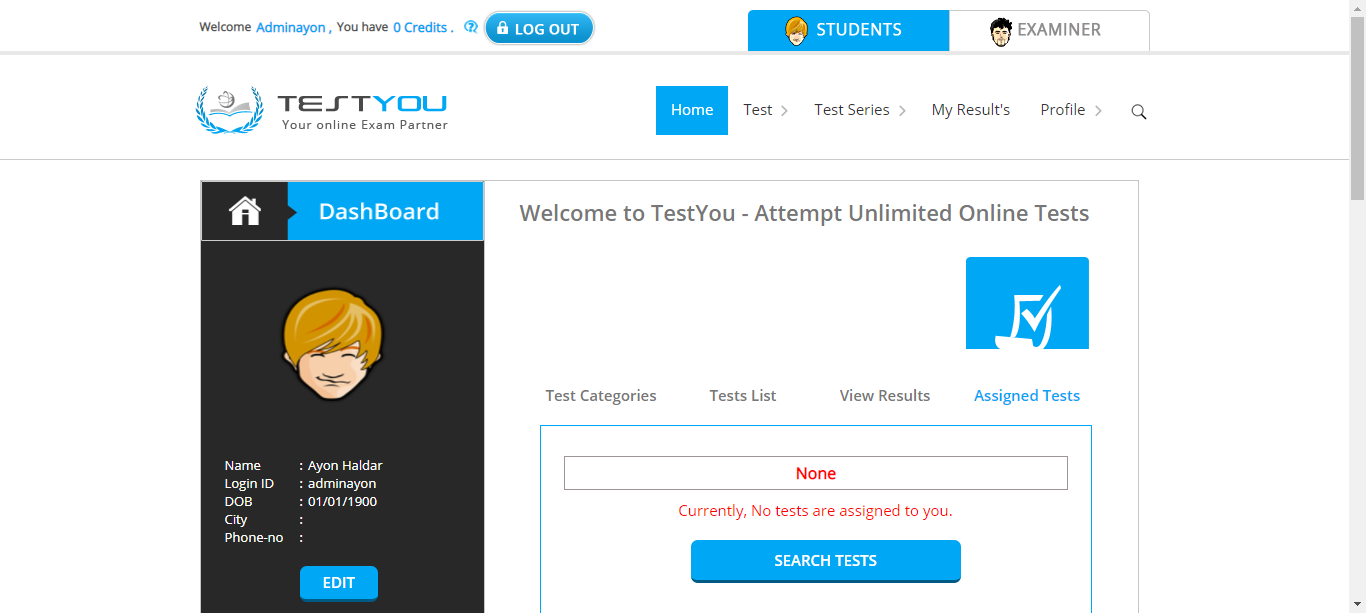 Welcome Adminayon , You have 0 Credits . LOG OUT
STUDENTS EXAMINER
TESTYOU
Your online Exam Partner
Home Test Test Series My Result's Profile
DashBoard
Welcome to TestYou - Attempt Unlimited Online Tests
Test Categories Tests List View Results Assigned Tests
None
Currently, No tests are assigned to you.
SEARCH TESTS
Name : Ayon Haldar
Login ID : adminayon
DOB : 01/01/1900
City :
Phone-no :
EDIT